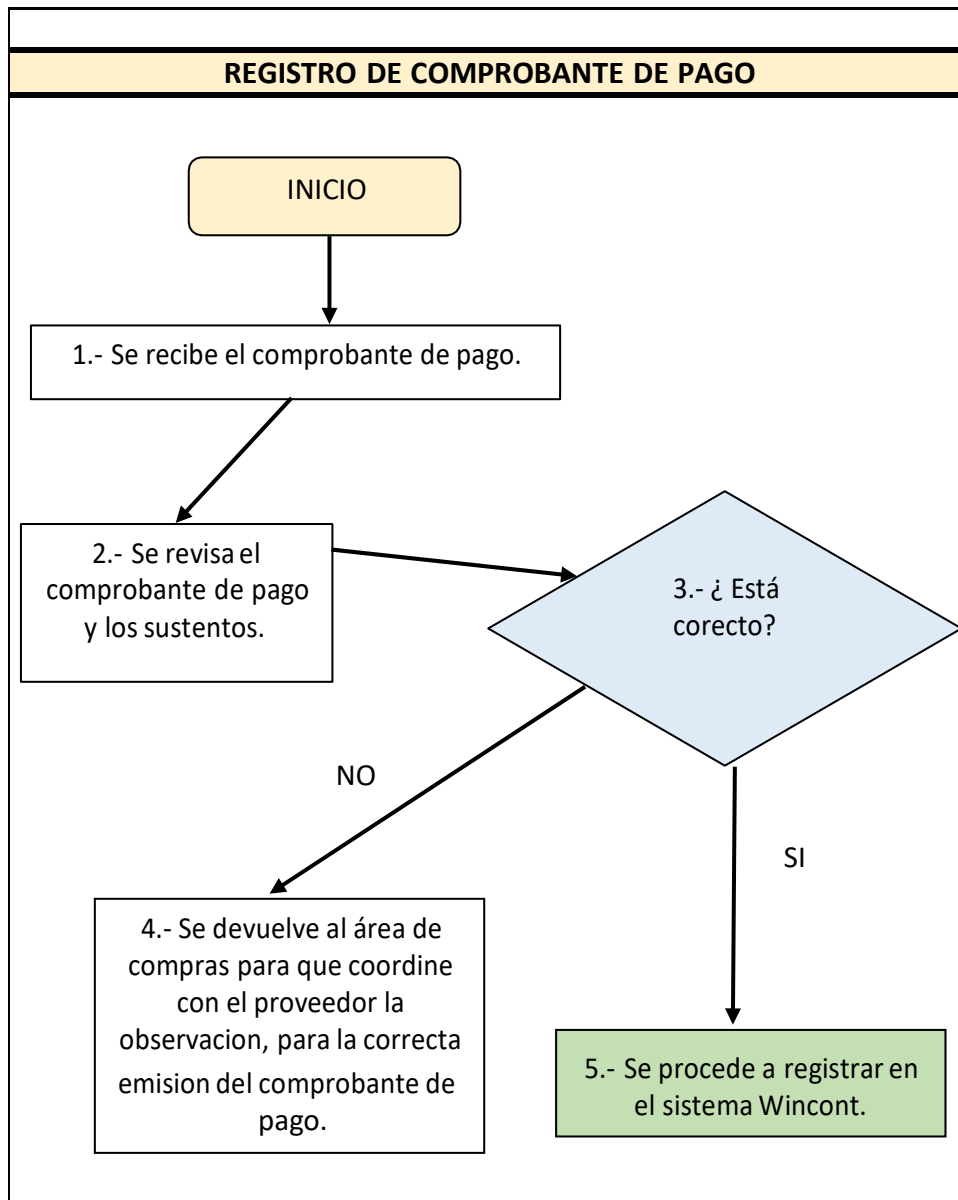 REGISTRO DE COMPROBANTE DE PAGO
INICIO
1.- Se recibe el comprobante de pago.
2.- Se revisa el
comprobante de pago
y los sustentos.
3.- ¿ Está
corecto?
NO
SI
4.- Se devuelve al área de
compras para que coordine
con el proveedor la
observacion, para la correcta
emision del comprobante de
pago.
5.- Se procede a registrar en
el sistema Wincont.